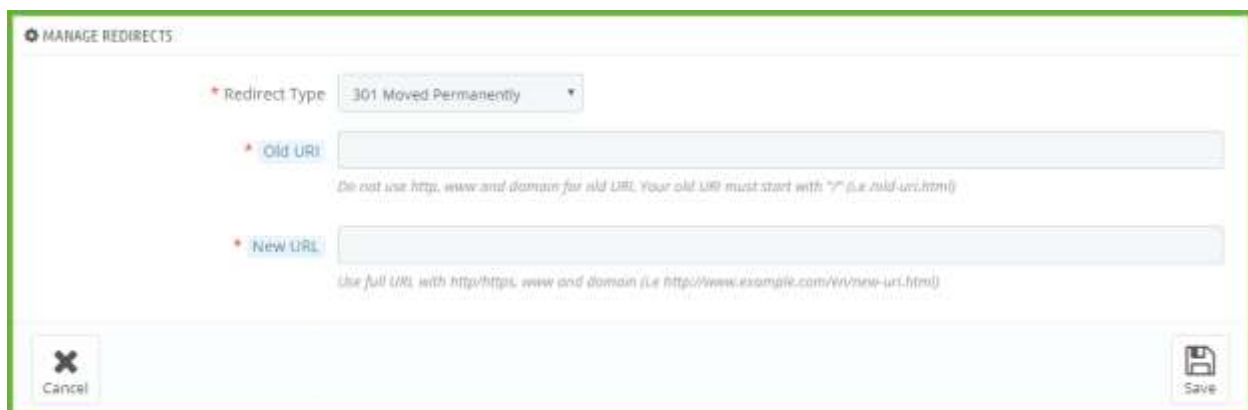 MANAGE REDIRECTS
* Redirect Type 301 Moved Permanently
* Old URI
Do not use http, www and domain for old URI. Your old URI must start with "/" (i.e /old-uri.html)
* New URL
Use full URL with http/https, www and domain (i.e http://www.example.com/en/new-uri.html)
Cancel
Save